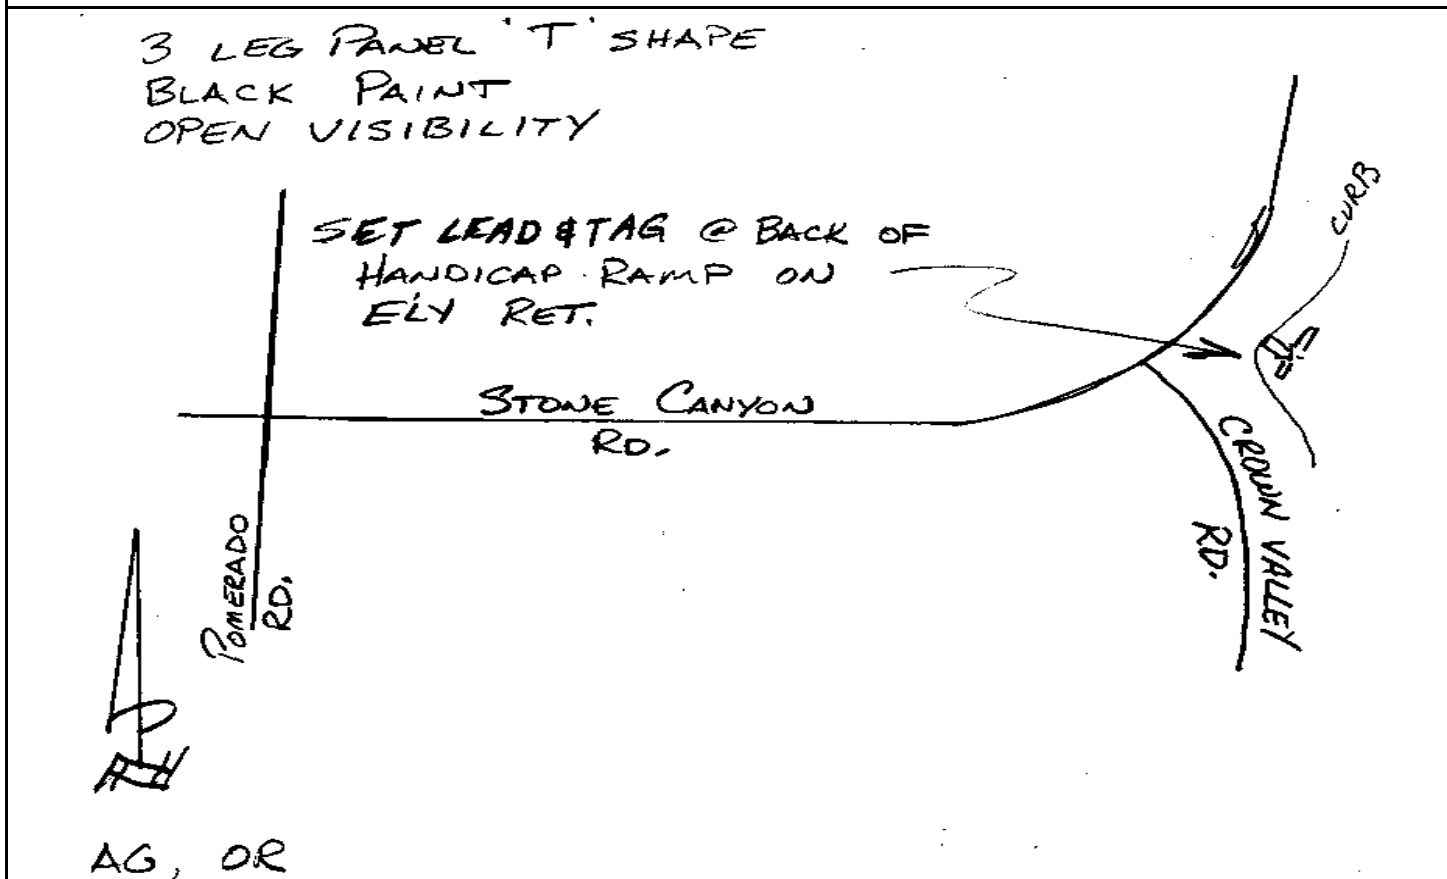 3 LEG PANEL 'T' SHAPE
BLACK PAINT
OPEN VISIBILITY
SET LEAD & TAG @ BACK OF
HANDICAP RAMP ON
E'LY RET.
CURB
STONE CANYON
RD.
CROWN VALLEY
RD.
POMERADO
RD.
AG, OR